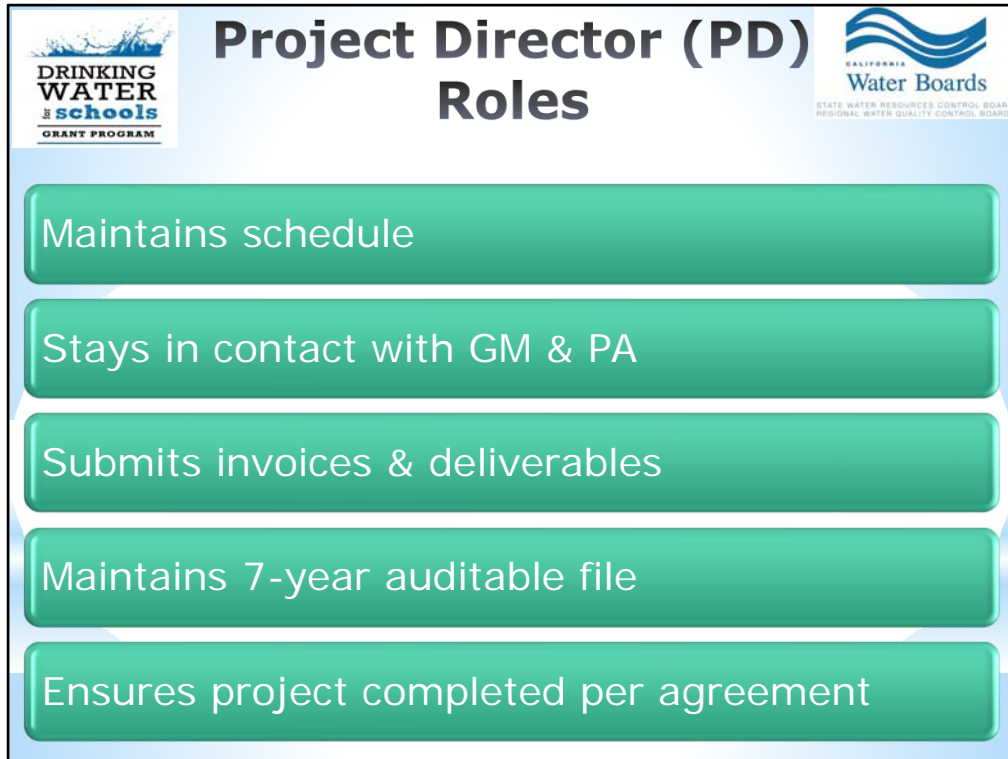 DRINKING
WATER
for schools
GRANT PROGRAM
Project Director (PD)
Roles
CALIFORNIA
Water Boards
STATE WATER RESOURCES CONTROL BOARD
REGIONAL WATER QUALITY CONTROL BOARDS
Maintains schedule
Stays in contact with GM & PA
Submits invoices & deliverables
Maintains 7-year auditable file
Ensures project completed per agreement